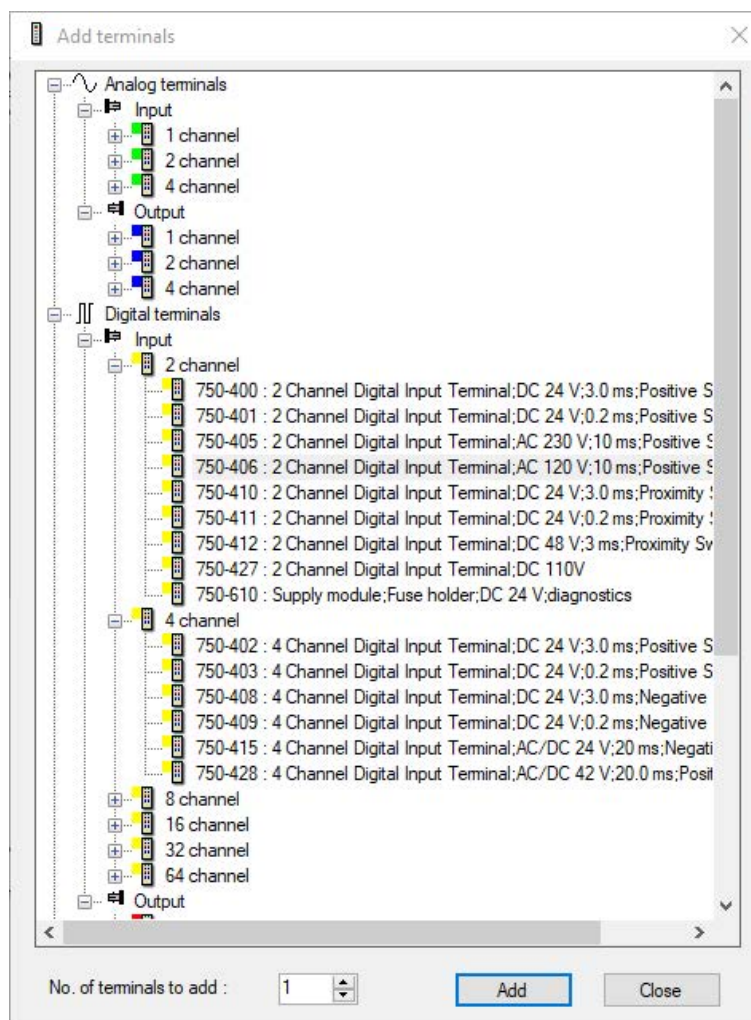 Add terminals
Analog terminals
Input
1 channel
2 channel
4 channel
Output
1 channel
2 channel
4 channel
Digital terminals
Input
2 channel
750-400 : 2 Channel Digital Input Terminal;DC 24 V;3.0 ms;Positive S
750-401 : 2 Channel Digital Input Terminal;DC 24 V;0.2 ms;Positive S
750-405 : 2 Channel Digital Input Terminal;AC 230 V;10 ms;Positive S
750-406 : 2 Channel Digital Input Terminal;AC 120 V;10 ms;Positive S
750-410 : 2 Channel Digital Input Terminal;DC 24 V;3.0 ms;Proximity
750-411 : 2 Channel Digital Input Terminal;DC 24 V;0.2 ms;Proximity
750-412 : 2 Channel Digital Input Terminal;DC 48 V;3 ms;Proximity Sw
750-427 : 2 Channel Digital Input Terminal;DC 110V
750-610 : Supply module;Fuse holder;DC 24 V;diagnostics
4 channel
750-402 : 4 Channel Digital Input Terminal;DC 24 V;3.0 ms;Positive S
750-403 : 4 Channel Digital Input Terminal;DC 24 V;0.2 ms;Positive S
750-408 : 4 Channel Digital Input Terminal;DC 24 V;3.0 ms;Negative
750-409 : 4 Channel Digital Input Terminal;DC 24 V;0.2 ms;Negative
750-415 : 4 Channel Digital Input Terminal;AC/DC 24 V;20 ms;Negati
750-428 : 4 Channel Digital Input Terminal;AC/DC 42 V;20.0 ms;Posit
8 channel
16 channel
32 channel
64 channel
Output
No. of terminals to add :
1
Add
Close